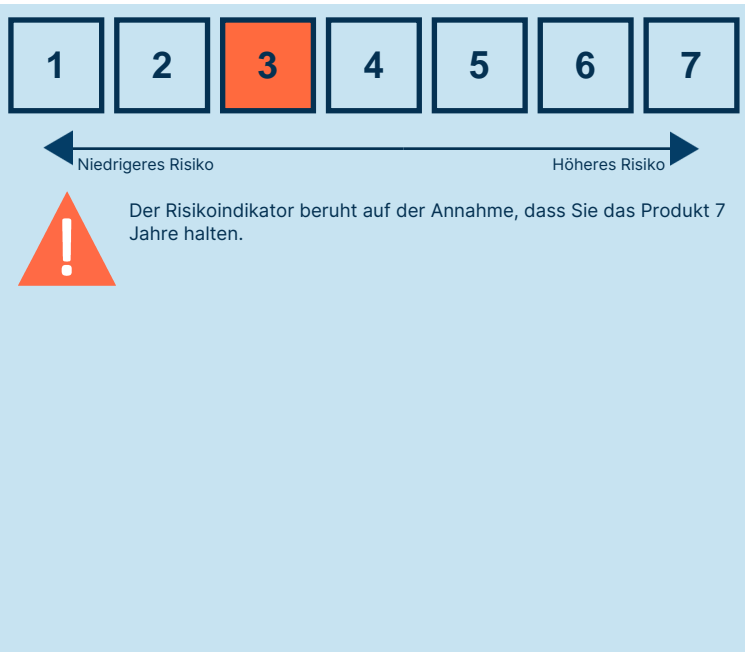 1 2 3 4 5 6 7
Niedrigeres Risiko Höheres Risiko
Der Risikoindikator beruht auf der Annahme, dass Sie das Produkt 7
Jahre halten.